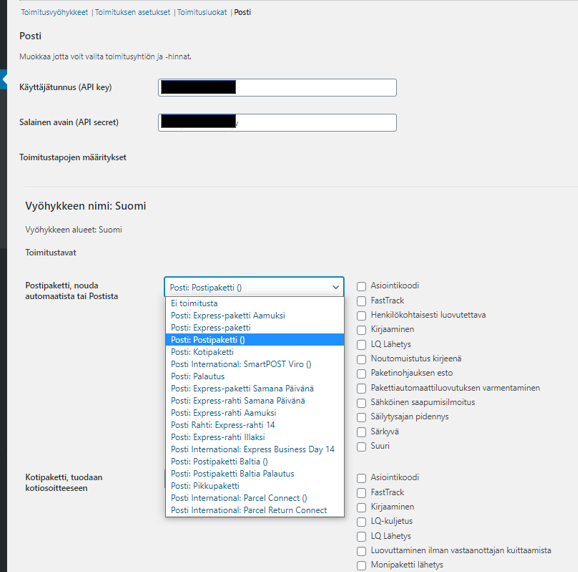 Toimitusvyöhykkeet | Toimituksen asetukset | Toimitusluokat | Posti
Posti
Muokkaa jotta voit valita toimitusyhtiön ja -hinnat.
Käyttäjätunnus (API key)
Salainen avain (API secret)
Toimitustapojen määritykset
Vyöhykkeen nimi: Suomi
Vyöhykkeen alueet: Suomi
Toimitustavat
Postipaketti, nouda
automaatista tai Postista
Posti: Postipaketti ()
Ei toimitusta
Posti: Express-paketti Aamuksi
Posti: Express-paketti
Posti: Postipaketti ()
Posti: Kotipaketti
Posti International: SmartPOST Viro ()
Posti: Palautus
Posti: Express-paketti Samana Päivänä
Posti: Express-rahti Samana Päivänä
Posti: Express-rahti Aamuksi
Posti Rahti: Express-rahti 14
Posti: Express-rahti Illaksi
Posti International: Express Business Day 14
Posti: Postipaketti Baltia ()
Posti: Postipaketti Baltia Palautus
Posti: Pikkupaketti
Posti International: Parcel Connect ()
Posti International: Parcel Return Connect
Asiointikoodi
FastTrack
Henkilökohtaisesti luovutettava
Kirjaaminen
LQ Lähetys
Noutomuistutus kirjeenä
Paketinohjauksen esto
Pakettiautomaattiluovutuksen varmentaminen
Sähköinen saapumisilmoitus
Säilytysajan pidennys
Särkyvä
Suuri
Kotipaketti, tuodaan
kotiosoitteeseen
Asiointikoodi
FastTrack
Kirjaaminen
LQ-kuljetus
LQ Lähetys
Luovuttaminen ilman vastaanottajan kuittaamista
Monipaketti lähetys